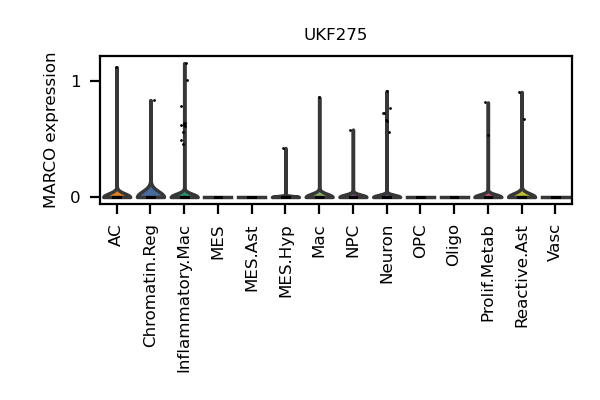 UKF275
MARCO expression
1
0
AC
Chromatin.Reg
Inflammatory.Mac
MES
MES.Ast
MES.Hyp
Mac
NPC
Neuron
OPC
Oligo
Prolif.Metab
Reactive.Ast
Vasc